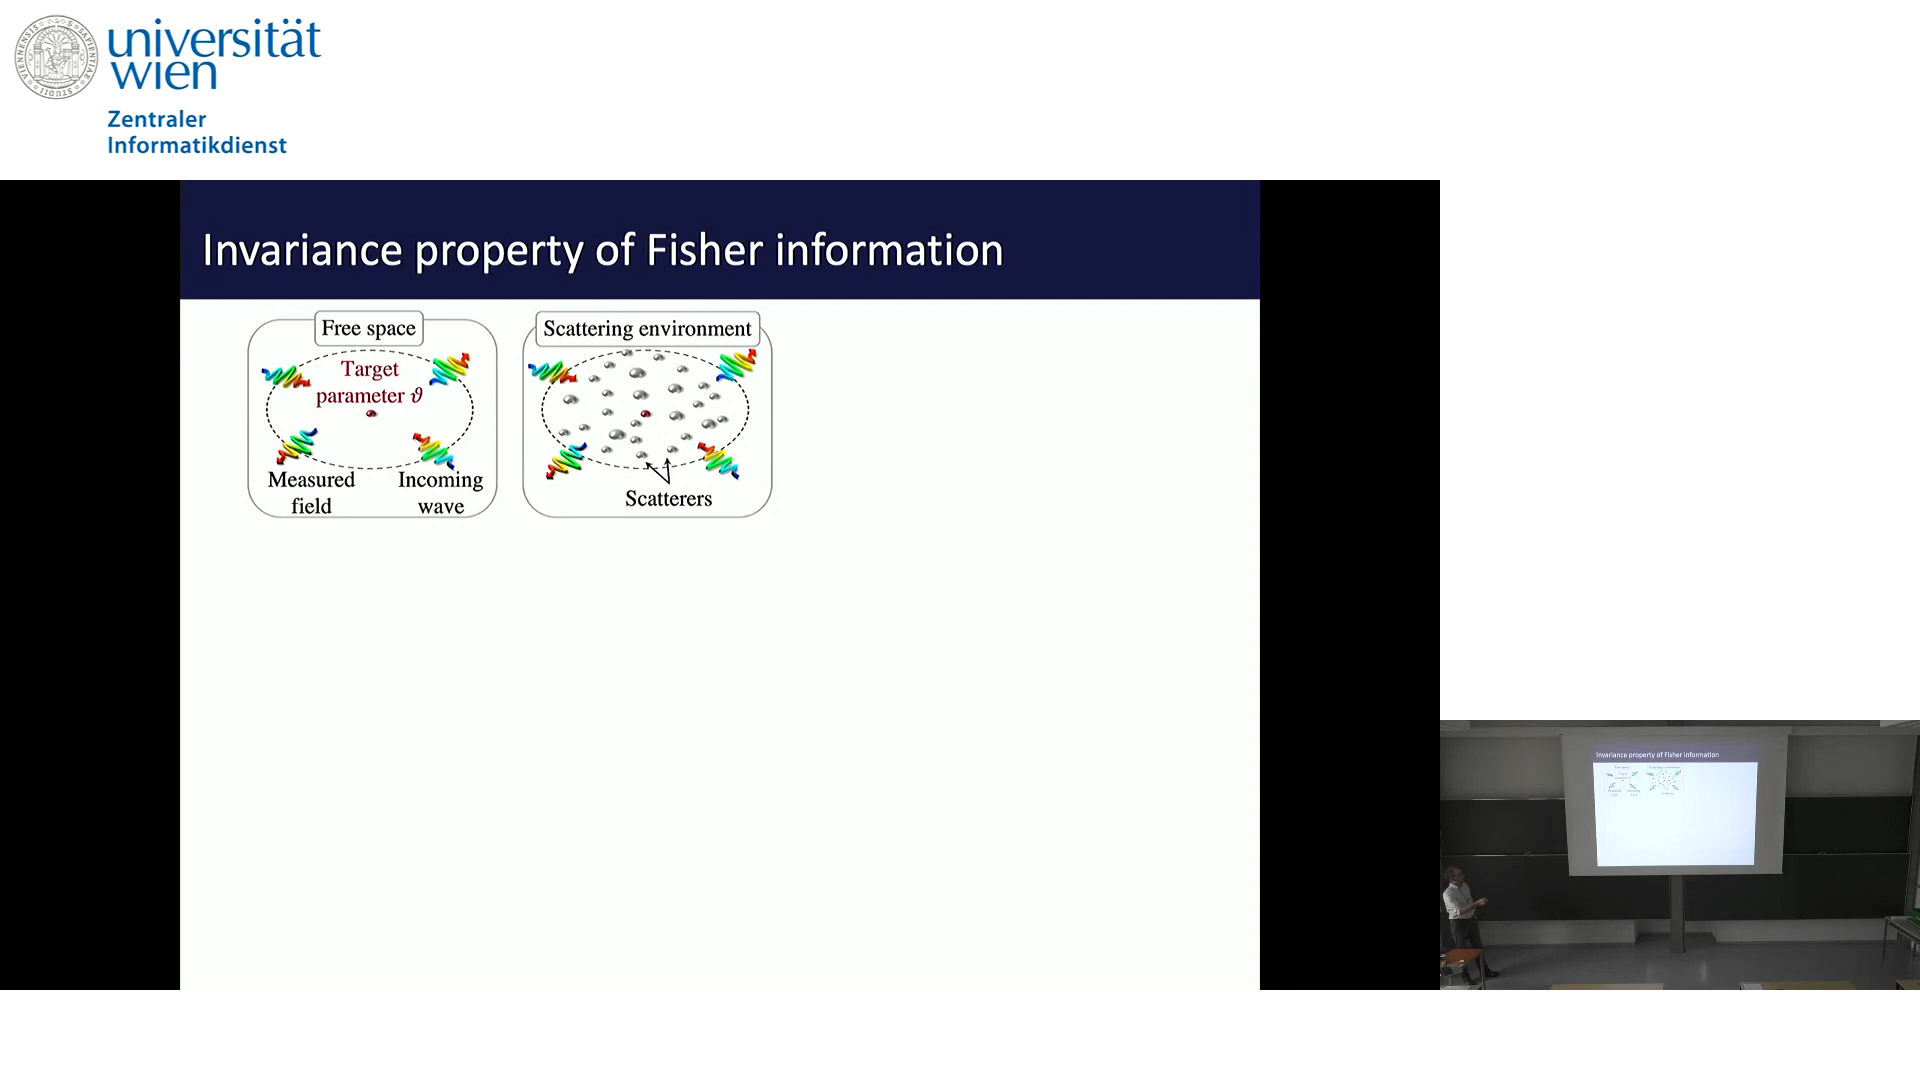 universität
wien
Zentraler
Informatikdienst
Invariance property of Fisher information
Free space
Target
parameter ϑ
Measured
field
Incoming
wave
Scattering environment
Scatterers
Invariance property of Fisher information